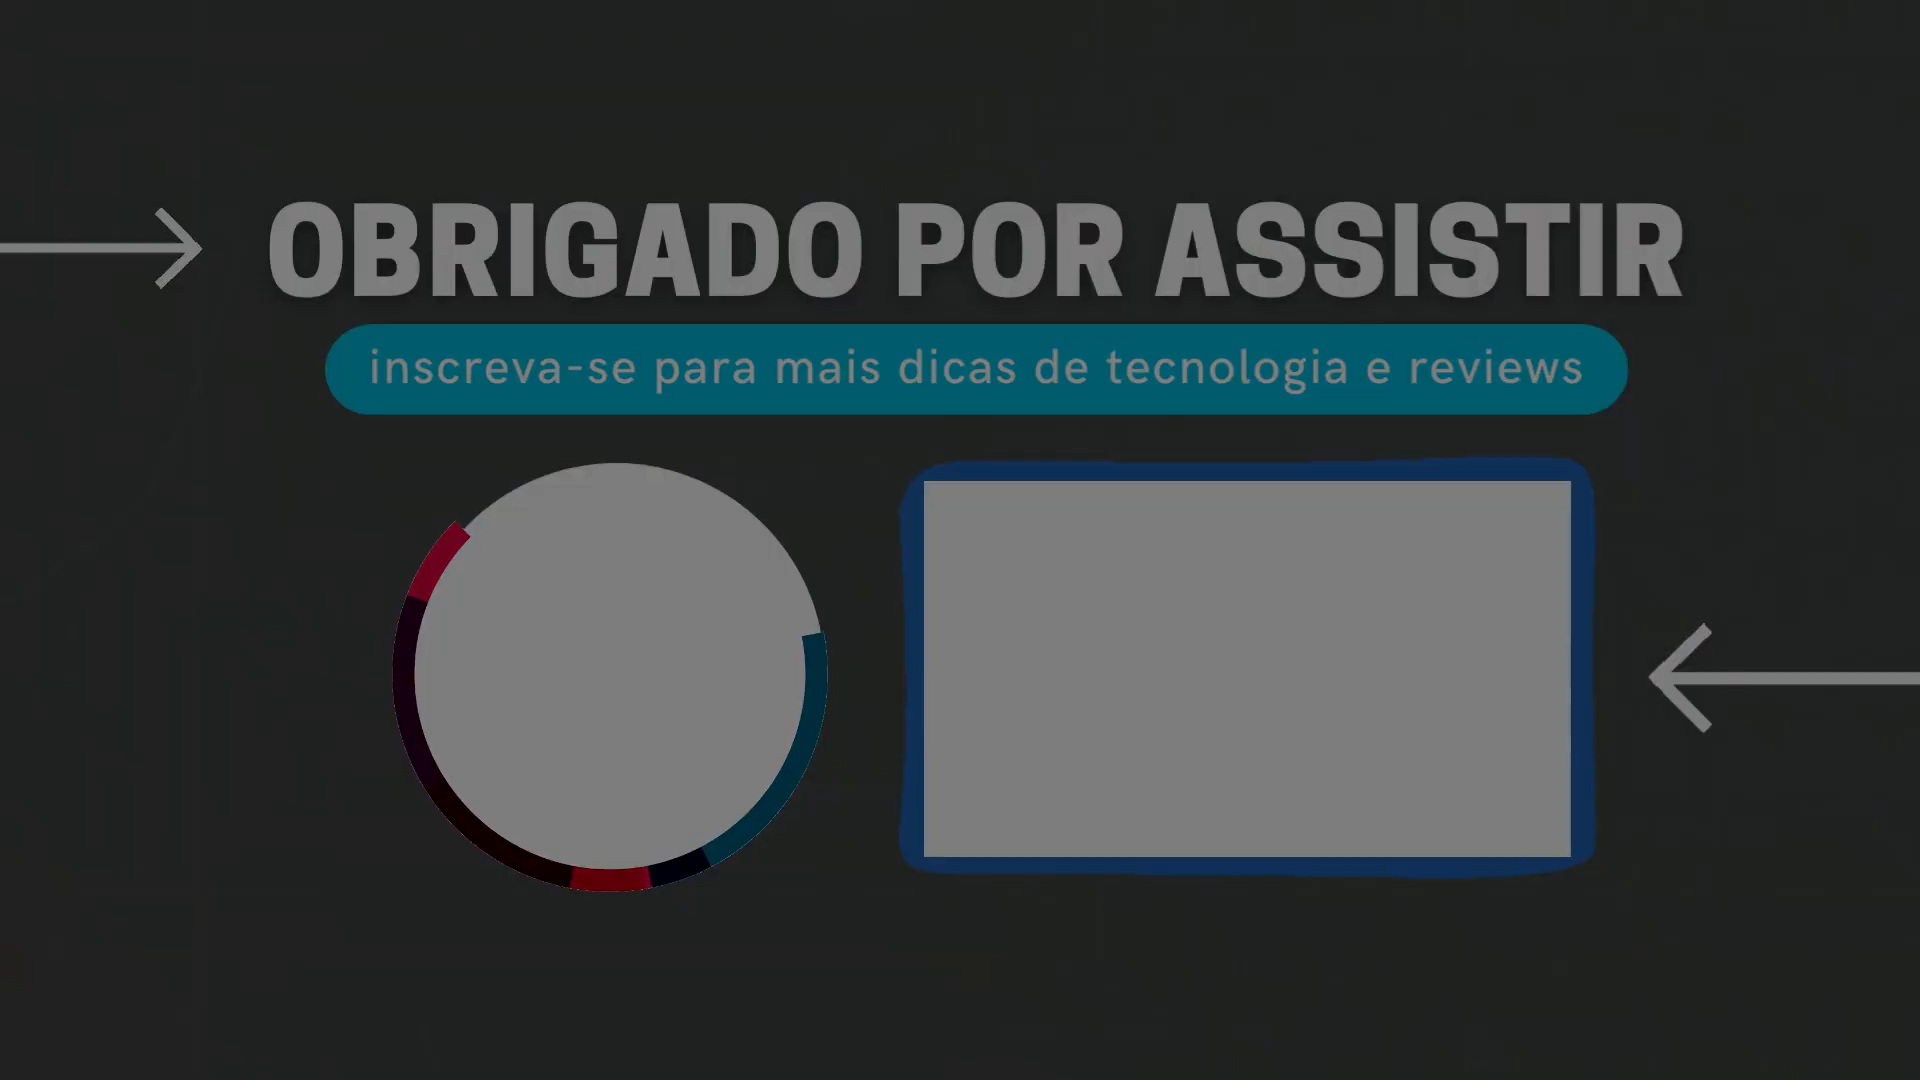 OBRIGADO POR ASSISTIR
inscreva-se para mais dicas de tecnologia e reviews